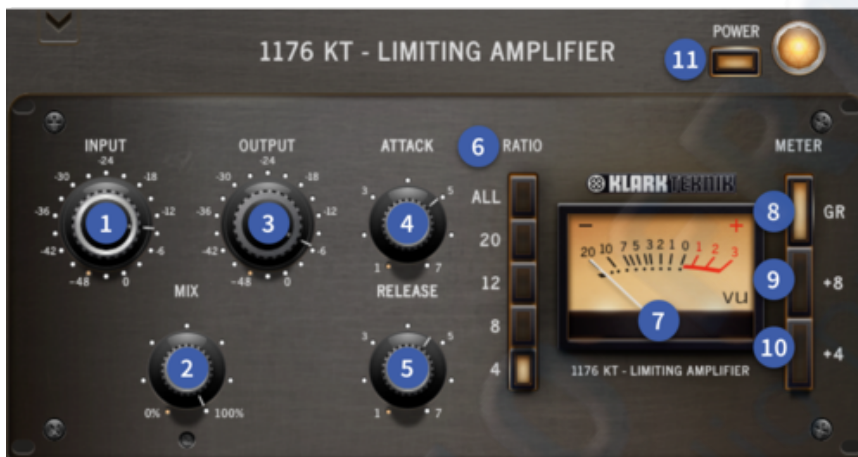 POWER
11
1176 KT - LIMITING AMPLIFIER
INPUT
-48 -42 -36 -30 -24 -18 -12 -6 0
1
OUTPUT
-48 -42 -36 -30 -24 -18 -12 -6 0
3
ATTACK
1 3 5 7
4
MIX
0% 100%
2
RELEASE
1 3 5 7
5
6 RATIO
ALL
20
12
8
4
KLARK TEKNIK
- +
20 10 7 5 3 2 1 0 1 2 3
VU
7
1176 KT - LIMITING AMPLIFIER
METER
8 GR
9 +8
10 +4